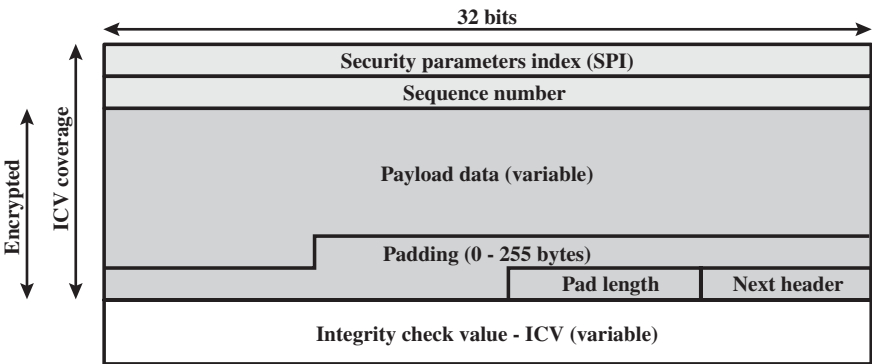 32 bits
Security parameters index (SPI)
Sequence number
Encrypted
ICV coverage
Payload data (variable)
Padding (0 - 255 bytes)
Pad length
Next header
Integrity check value - ICV (variable)